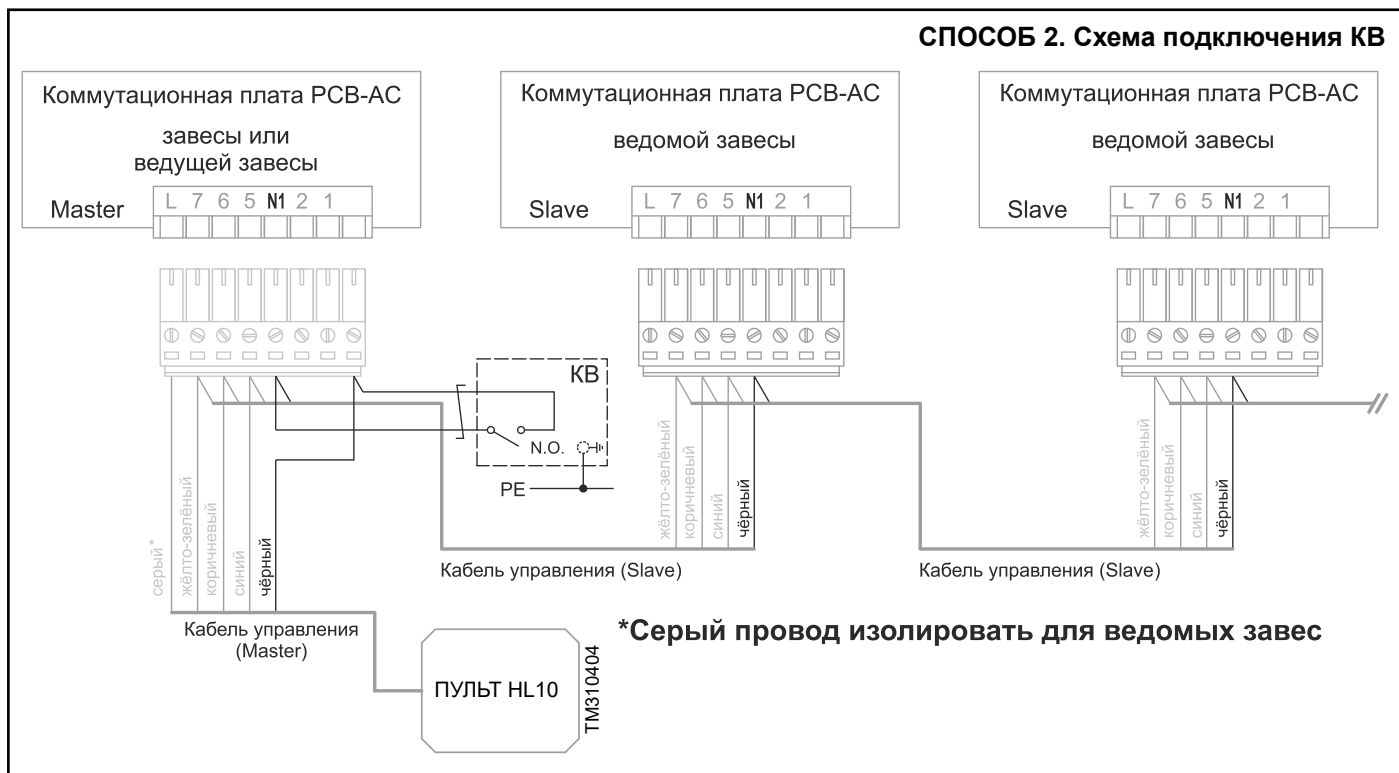 СПОСОБ 2. Схема подключения КВ
Коммутационная плата PCB-AC
завесы или
ведущей завесы
Master
L 7 6 5 N1 2 1
Коммутационная плата PCB-AC
ведомой завесы
Slave
L 7 6 5 N1 2 1
Коммутационная плата PCB-AC
ведомой завесы
Slave
L 7 6 5 N1 2 1
КВ
N.O.
PE
серый*
жёлто-зелёный
коричневый
синий
чёрный
жёлто-зелёный
коричневый
синий
чёрный
жёлто-зелёный
коричневый
синий
чёрный
Кабель управления (Slave)
Кабель управления (Slave)
Кабель управления
(Master)
*Серый провод изолировать для ведомых завес
ПУЛЬТ HL10
TM310404